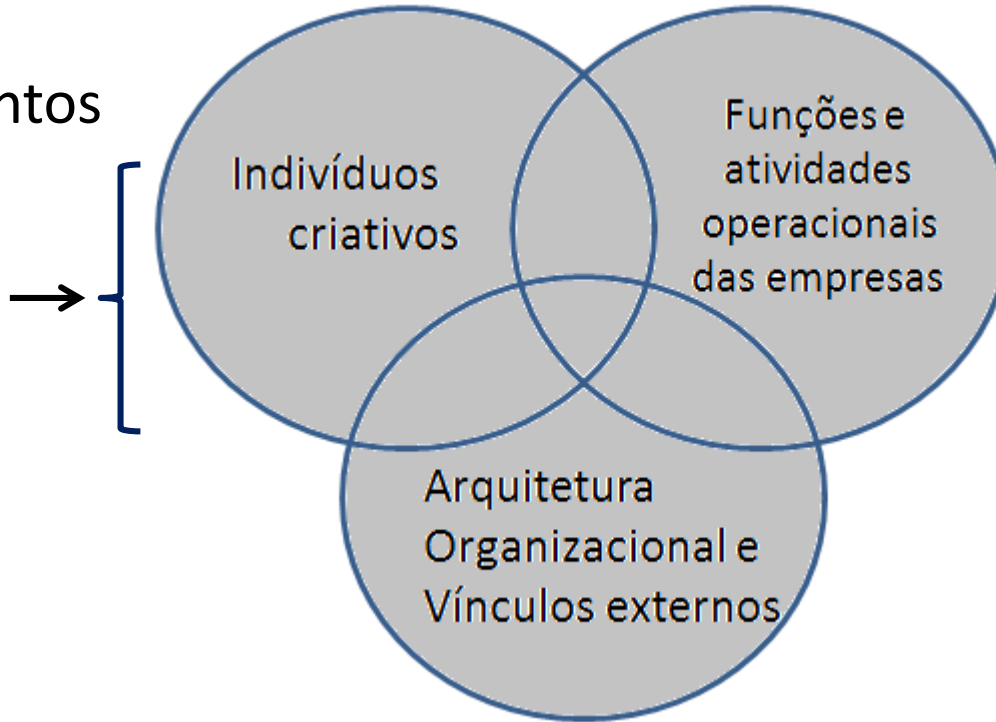 ntos
Indivíduos
criativos
Funções e
atividades
operacionais
das empresas
Arquitetura
Organizacional e
Vínculos externos